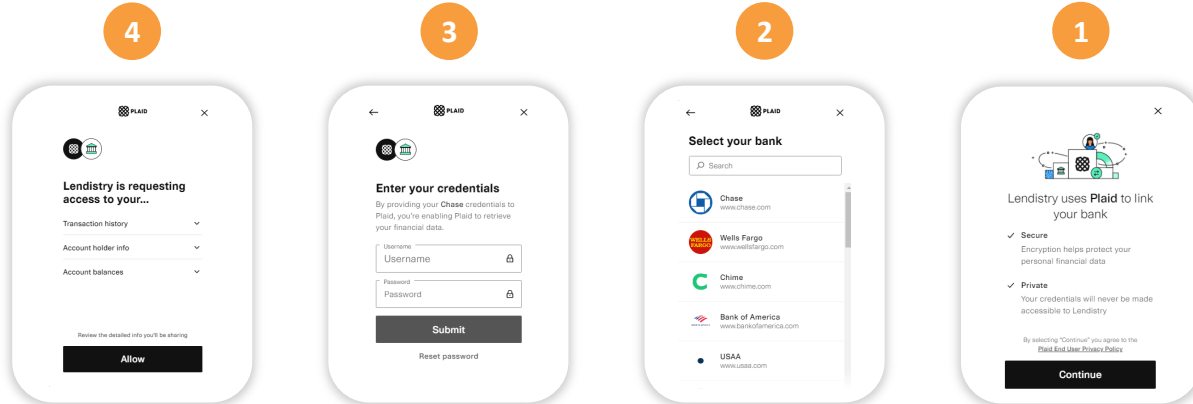 4
PLAID
Lendistry is requesting
access to your...
Transaction history
Account holder info
Account balances
Review the detailed info you'll be sharing
Allow
3
PLAID
Enter your credentials
By providing your Chase credentials to
Plaid, you're enabling Plaid to retrieve
your financial data.
Username
Username
Password
Password
Submit
Reset password
2
PLAID
Select your bank
Search
Chase
www.chase.com
WELLS
FARGO
Wells Fargo
www.wellsfargo.com
Chime
www.chime.com
Bank of America
www.bankofamerica.com
USAA
www.usaa.com
1
Lendistry uses Plaid to link
your bank
Secure
Encryption helps protect your
personal financial data
Private
Your credentials will never be made
accessible to Lendistry
By selecting "Continue" you agree to the
Plaid End User Privacy Policy
Continue